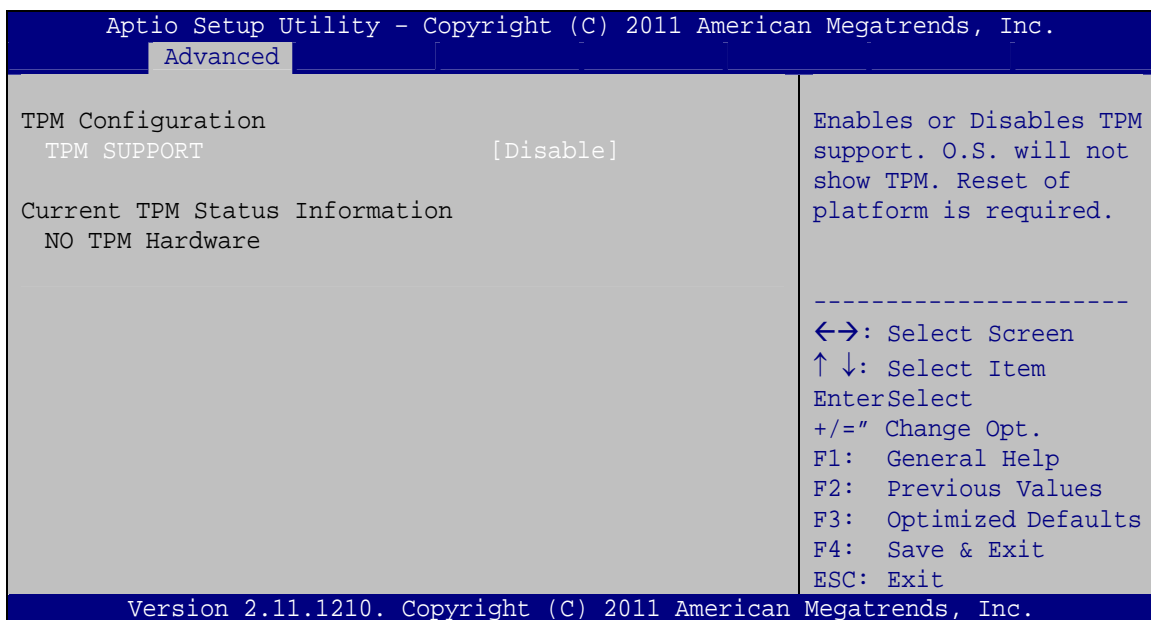 Aptio Setup Utility – Copyright (C) 2011 American Megatrends, Inc.
Advanced
TPM Configuration
TPM SUPPORT [Disable]
Current TPM Status Information
NO TPM Hardware
Enables or Disables TPM
support. O.S. will not
show TPM. Reset of
platform is required.
----------------------
←→: Select Screen
↑ ↓: Select Item
EnterSelect
+/=″ Change Opt.
F1: General Help
F2: Previous Values
F3: Optimized Defaults
F4: Save & Exit
ESC: Exit
Version 2.11.1210. Copyright (C) 2011 American Megatrends, Inc.